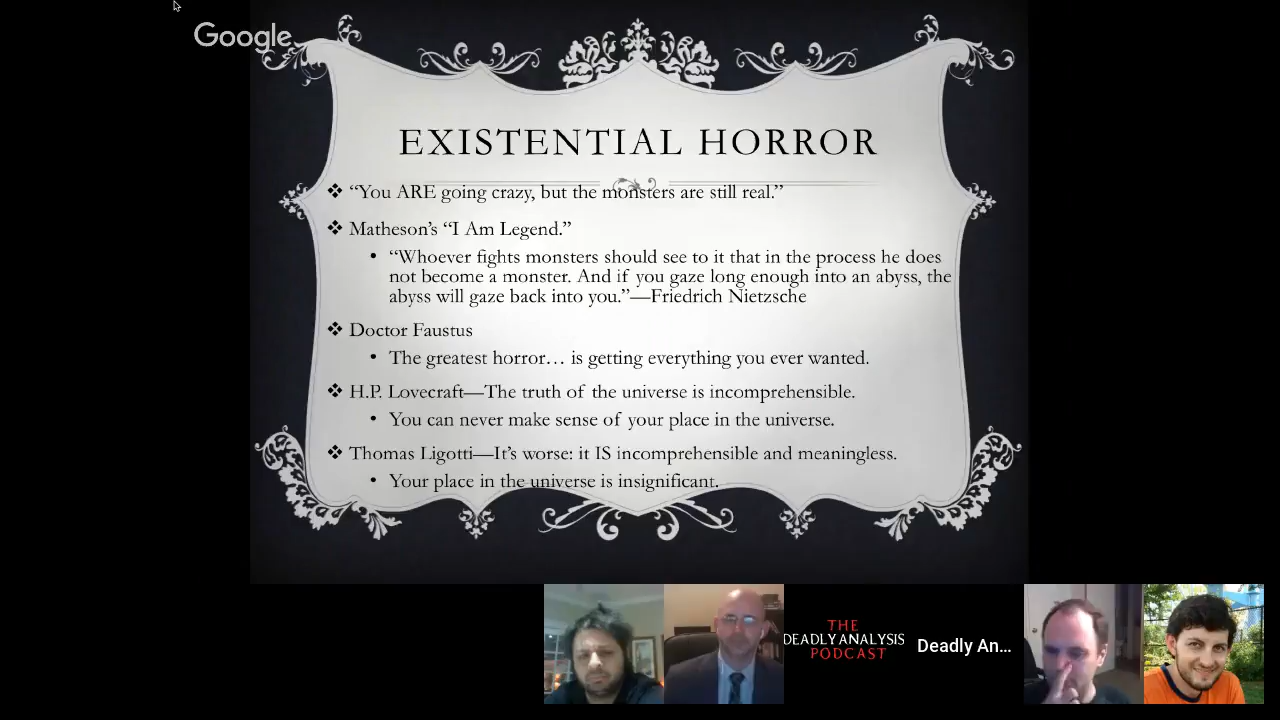 Google
EXISTENTIAL HORROR
“You ARE going crazy, but the monsters are still real.”
Matheson’s “I Am Legend.”
“Whoever fights monsters should see to it that in the process he does
not become a monster. And if you gaze long enough into an abyss, the
abyss will gaze back into you.”—Friedrich Nietzsche
Doctor Faustus
The greatest horror… is getting everything you ever wanted.
H.P. Lovecraft—The truth of the universe is incomprehensible.
You can never make sense of your place in the universe.
Thomas Ligotti—It’s worse: it IS incomprehensible and meaningless.
Your place in the universe is insignificant.
THE
DEADLY ANALYSIS
PODCAST
Deadly An...